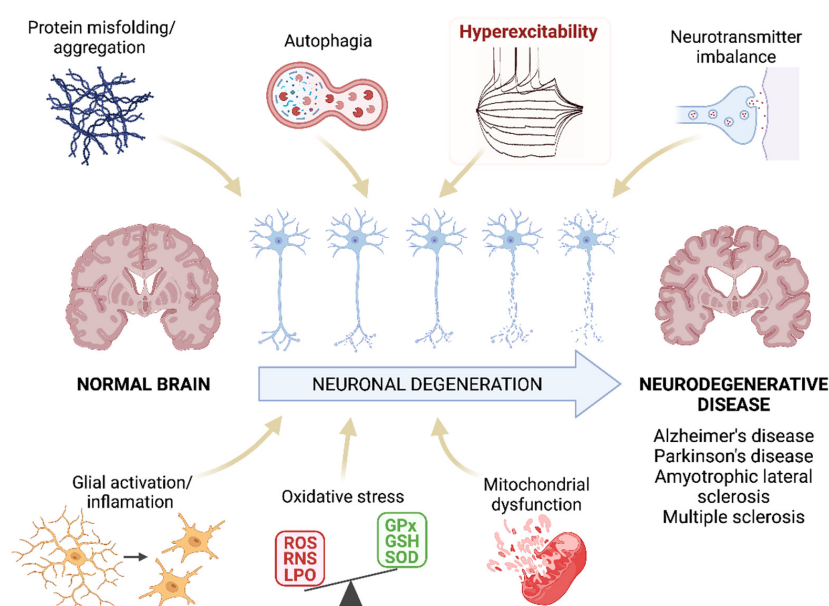 Protein misfolding/
aggregation
Autophagia
Hyperexcitability
Neurotransmitter
imbalance
NORMAL BRAIN
NEURONAL DEGENERATION
NEURODEGENERATIVE
DISEASE
Alzheimer's disease
Parkinson's disease
Amyotrophic lateral
sclerosis
Multiple sclerosis
Glial activation/
inflamation
Oxidative stress
ROS
RNS
LPO
GPx
GSH
SOD
Mitochondrial
dysfunction